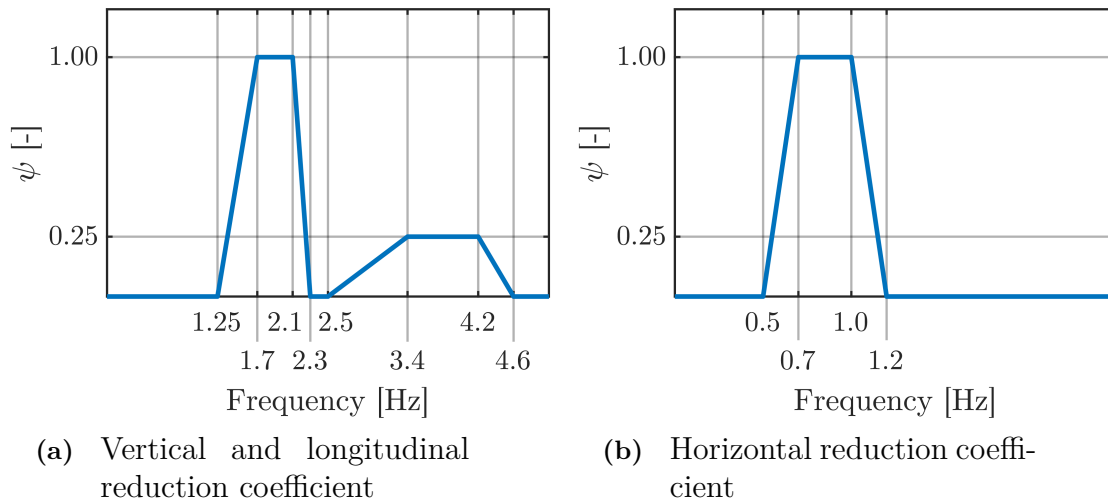 1.00
0.25
ψ [-]
1.25 2.1 2.5 4.2
1.7 2.3 3.4 4.6
Frequency [Hz]
(a) Vertical and longitudinal
reduction coefficient
1.00
0.25
ψ [-]
0.5 1.0
0.7 1.2
Frequency [Hz]
(b) Horizontal reduction coeffi-
cient